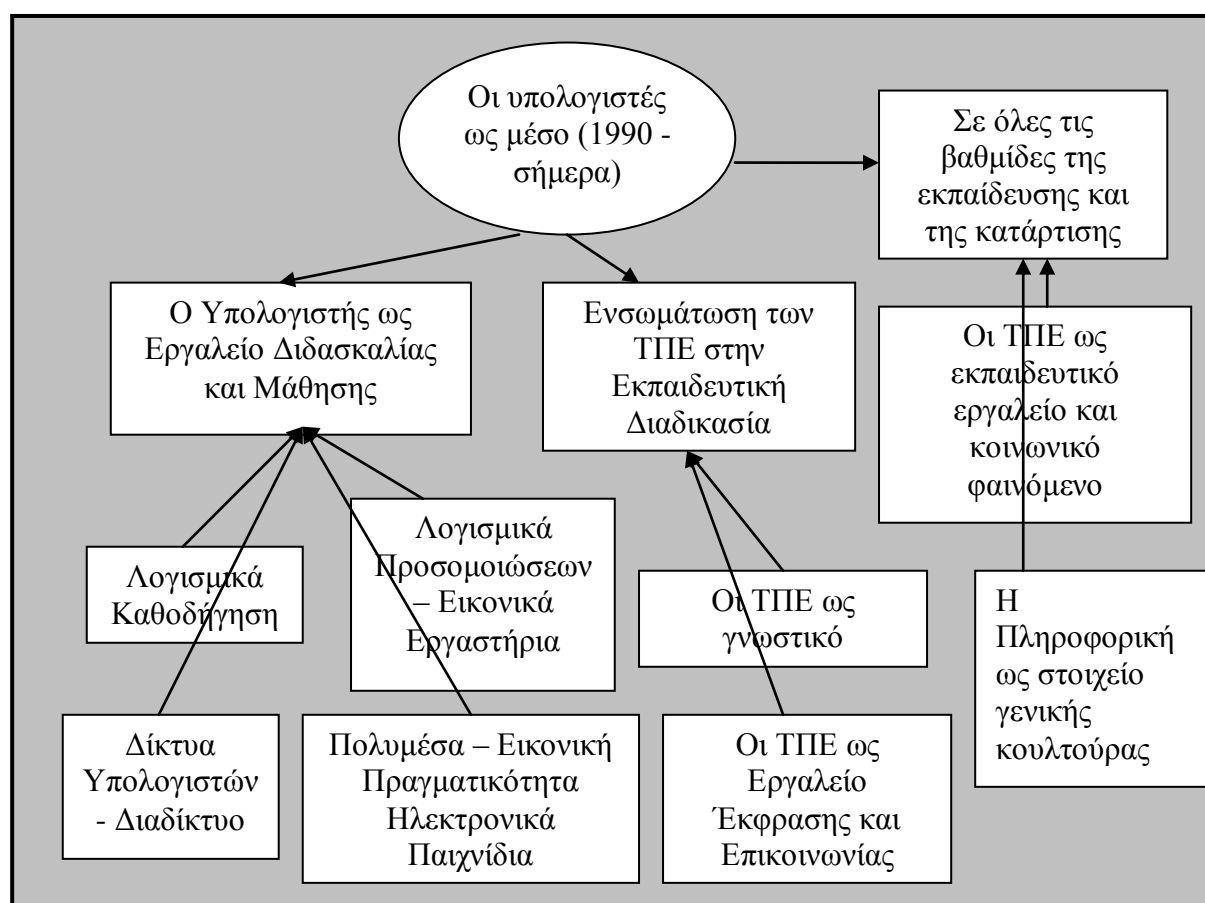 Οι υπολογιστές
ως μέσο (1990 -
σήμερα)
Σε όλες τις
βαθμίδες της
εκπαίδευσης και
της κατάρτισης
Ο Υπολογιστής ως
Εργαλείο Διδασκαλίας
και Μάθησης
Ενσωμάτωση των
ΤΠΕ στην
Εκπαιδευτική
Διαδικασία
Οι ΤΠΕ ως
εκπαιδευτικό
εργαλείο και
κοινωνικό
φαινόμενο
Λογισμικά
Καθοδήγηση
Λογισμικά
Προσομοιώσεων
– Εικονικά
Εργαστήρια
Οι ΤΠΕ ως
γνωστικό
Η
Πληροφορική
ως στοιχείο
γενικής
κουλτούρας
Δίκτυα
Υπολογιστών
- Διαδίκτυο
Πολυμέσα – Εικονική
Πραγματικότητα
Ηλεκτρονικά
Παιχνίδια
Οι ΤΠΕ ως
Εργαλείο
Έκφρασης και
Επικοινωνίας